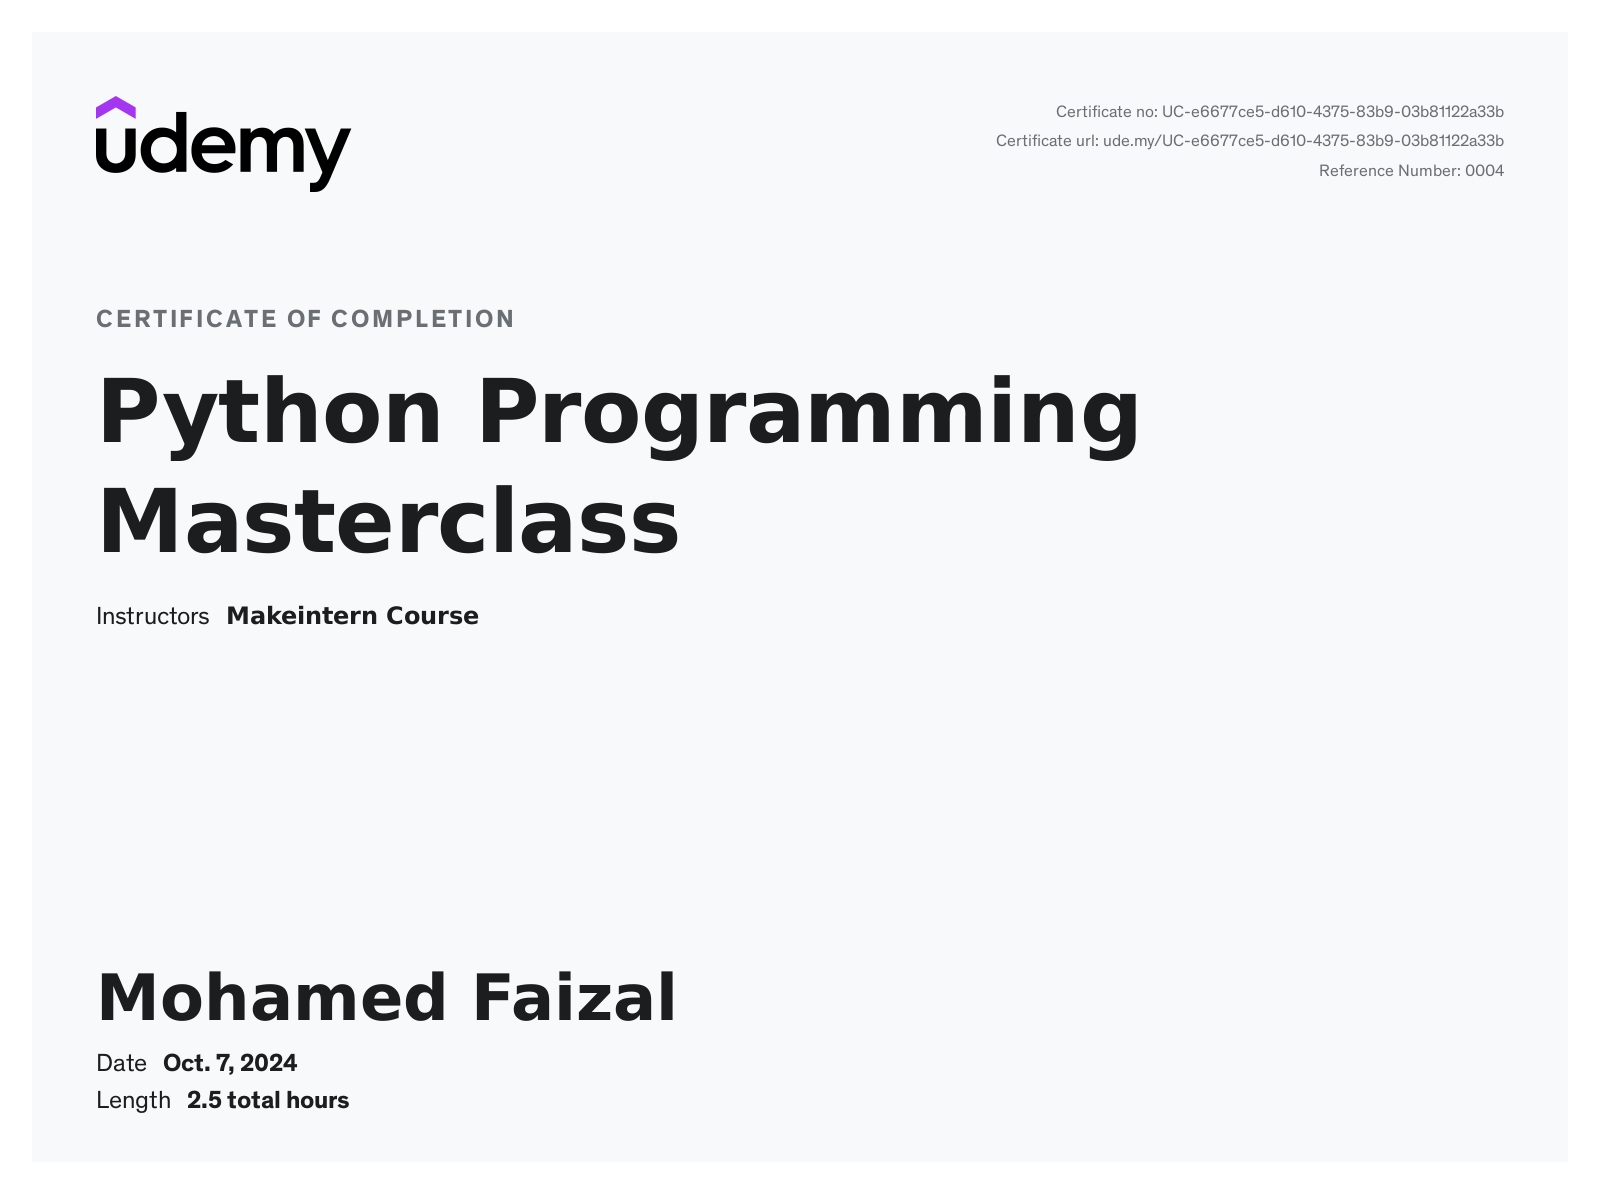 udemy
Certificate no: UC-e6677ce5-d610-4375-83b9-03b81122a33b
Certificate url: ude.my/UC-e6677ce5-d610-4375-83b9-03b81122a33b
Reference Number: 0004
CERTIFICATE OF COMPLETION
Python Programming
Masterclass
Instructors Makeintern Course
Mohamed Faizal
Date Oct. 7, 2024
Length 2.5 total hours